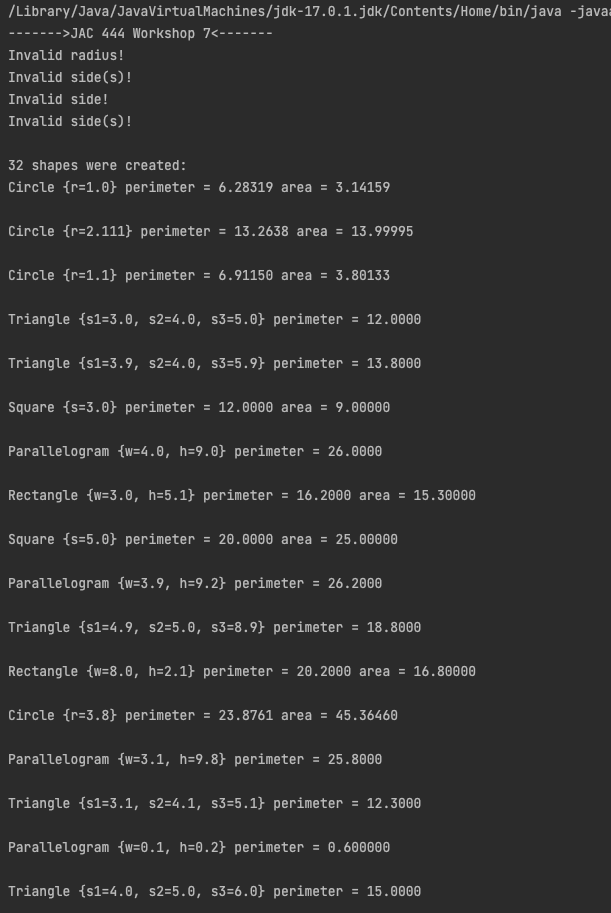 /Library/Java/JavaVirtualMachines/jdk-17.0.1.jdk/Contents/Home/bin/java -java
------->JAC 444 Workshop 7<-------
Invalid radius!
Invalid side(s)!
Invalid side!
Invalid side(s)!
32 shapes were created:
Circle {r=1.0} perimeter = 6.28319 area = 3.14159
Circle {r=2.111} perimeter = 13.2638 area = 13.99995
Circle {r=1.1} perimeter = 6.91150 area = 3.80133
Triangle {s1=3.0, s2=4.0, s3=5.0} perimeter = 12.0000
Triangle {s1=3.9, s2=4.0, s3=5.9} perimeter = 13.8000
Square {s=3.0} perimeter = 12.0000 area = 9.00000
Parallelogram {w=4.0, h=9.0} perimeter = 26.0000
Rectangle {w=3.0, h=5.1} perimeter = 16.2000 area = 15.30000
Square {s=5.0} perimeter = 20.0000 area = 25.00000
Parallelogram {w=3.9, h=9.2} perimeter = 26.2000
Triangle {s1=4.9, s2=5.0, s3=8.9} perimeter = 18.8000
Rectangle {w=8.0, h=2.1} perimeter = 20.2000 area = 16.80000
Circle {r=3.8} perimeter = 23.8761 area = 45.36460
Parallelogram {w=3.1, h=9.8} perimeter = 25.8000
Triangle {s1=3.1, s2=4.1, s3=5.1} perimeter = 12.3000
Parallelogram {w=0.1, h=0.2} perimeter = 0.600000
Triangle {s1=4.0, s2=5.0, s3=6.0} perimeter = 15.0000